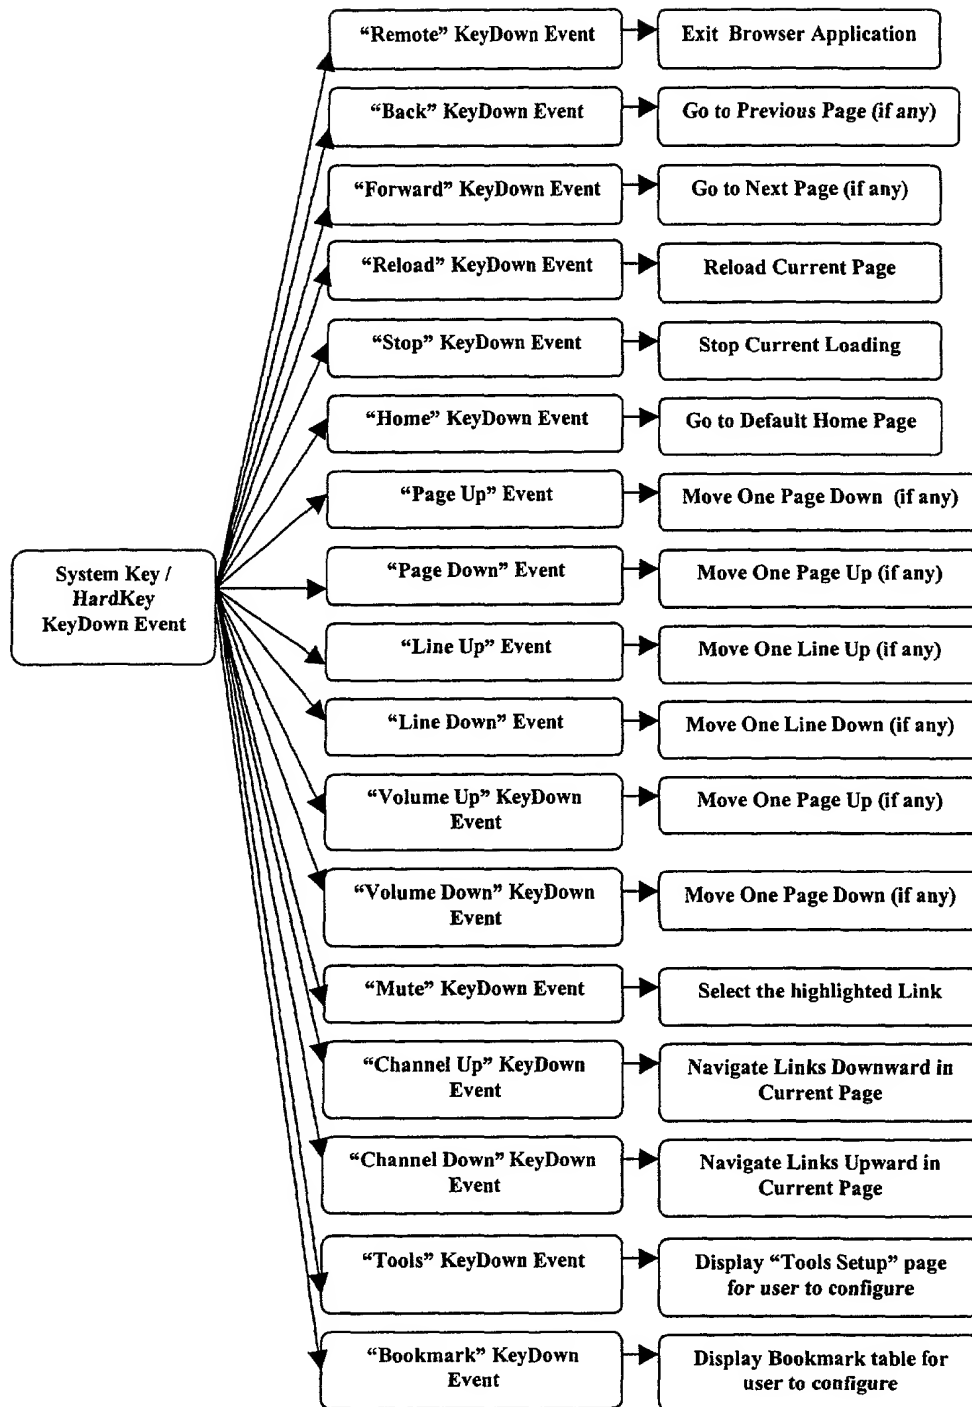 “Remote” KeyDown Event
Exit Browser Application
“Back” KeyDown Event
Go to Previous Page (if any)
“Forward” KeyDown Event
Go to Next Page (if any)
“Reload” KeyDown Event
Reload Current Page
“Stop” KeyDown Event
Stop Current Loading
“Home” KeyDown Event
Go to Default Home Page
“Page Up” Event
Move One Page Down (if any)
System Key /
HardKey
KeyDown Event
“Page Down” Event
Move One Page Up (if any)
“Line Up” Event
Move One Line Up (if any)
“Line Down” Event
Move One Line Down (if any)
“Volume Up” KeyDown
Event
Move One Page Up (if any)
“Volume Down” KeyDown
Event
Move One Page Down (if any)
“Mute” KeyDown Event
Select the highlighted Link
“Channel Up” KeyDown
Event
Navigate Links Downward in
Current Page
“Channel Down” KeyDown
Event
Navigate Links Upward in
Current Page
“Tools” KeyDown Event
Display “Tools Setup” page
for user to configure
“Bookmark” KeyDown
Event
Display Bookmark table for
user to configure